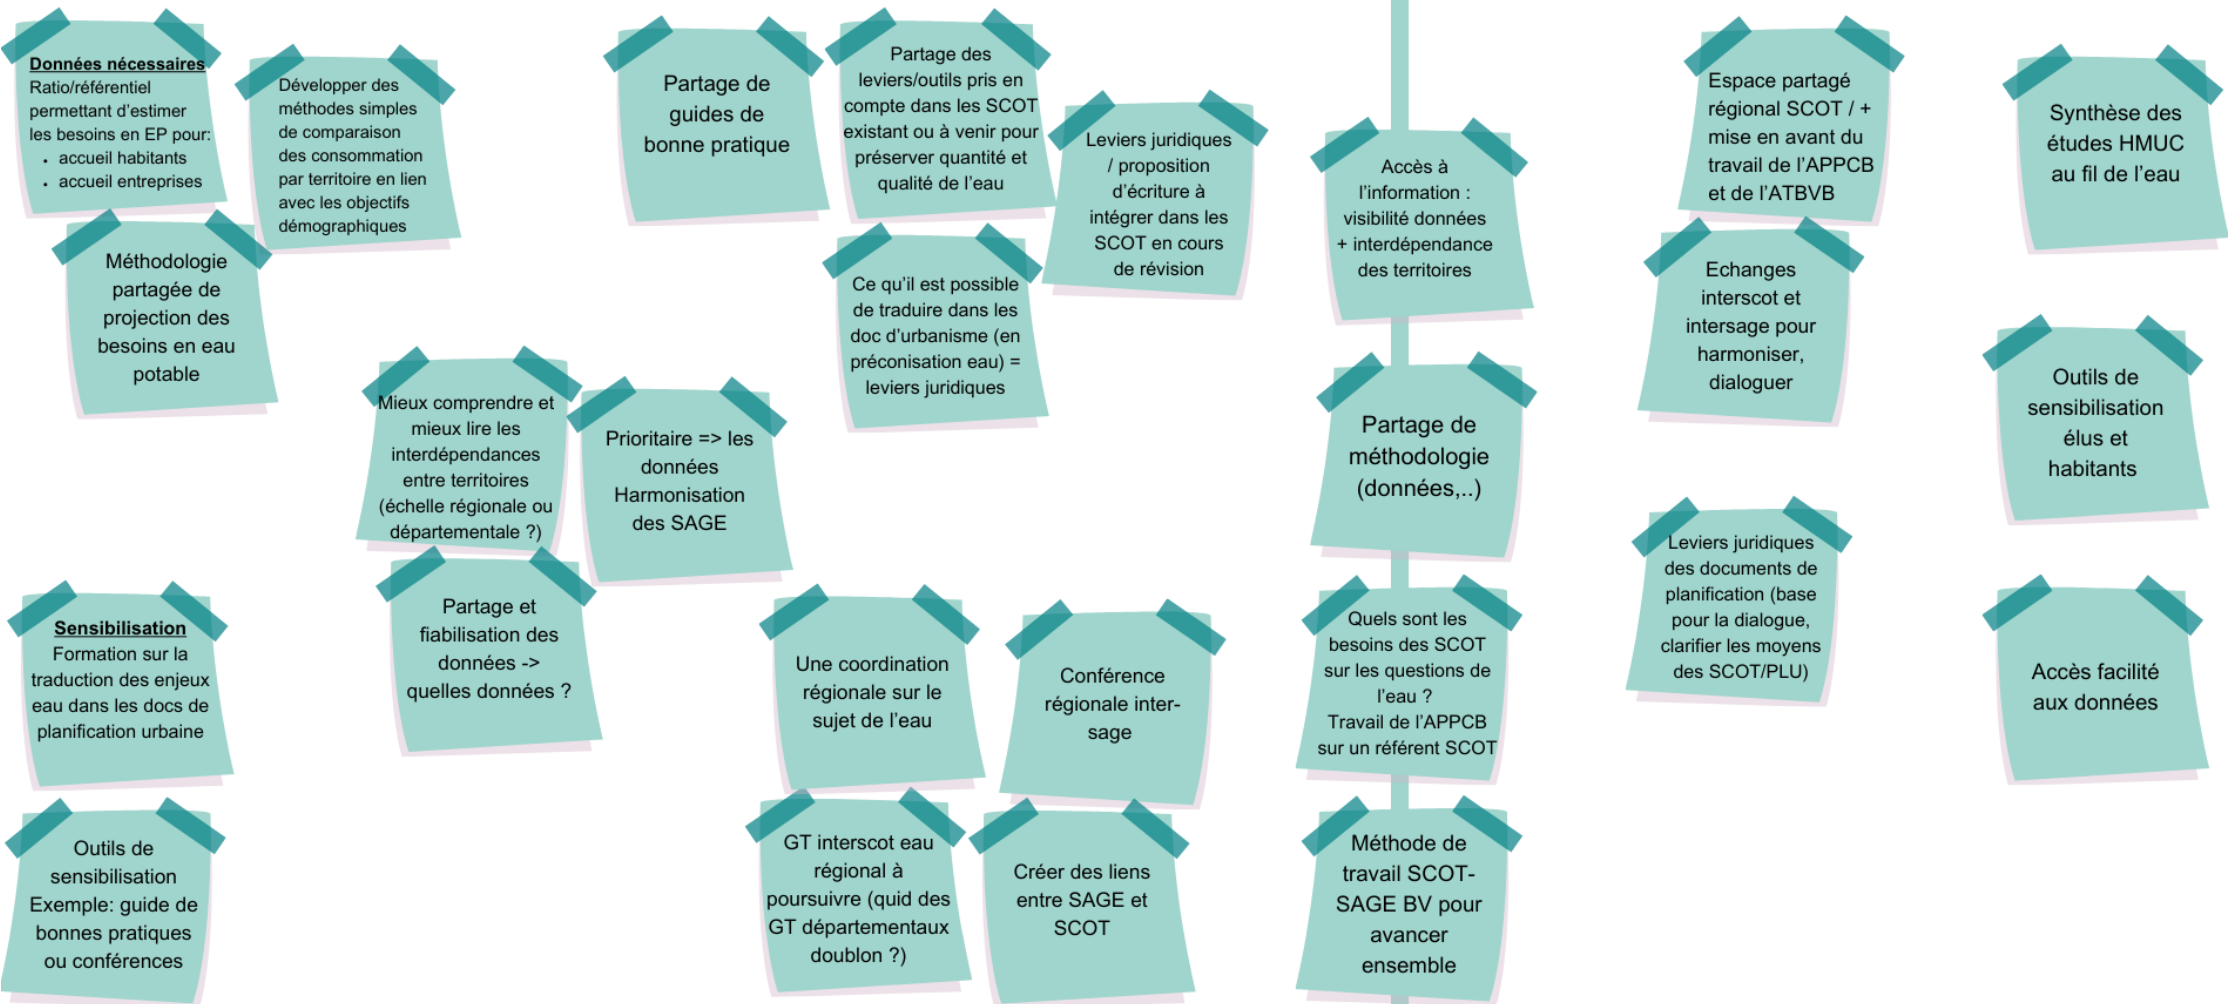 Données nécessaires
Ratio/référentiel
permettant d'estimer
les besoins en EP pour:
• accueil habitants
• accueil entreprises
Développer des
méthodes simples
de comparaison
des consommation
par territoire en lien
avec les objectifs
démographiques
Méthodologie
partagée de
projection des
besoins en eau
potable
Partage de
guides de
bonne pratique
Partage des
leviers/outils pris en
compte dans les SCOT
existant ou à venir pour
préserver quantité et
qualité de l'eau
Leviers juridiques
/ proposition
d'écriture à
intégrer dans les
SCOT en cours
de révision
Ce qu'il est possible
de traduire dans les
doc d'urbanisme (en
préconisation eau) =
leviers juridiques
Mieux comprendre et
mieux lire les
interdépendances
entre territoires
(échelle régionale ou
départementale ?)
Prioritaire => les
données
Harmonisation
des SAGE
Partage et
fiabilisation des
données ->
quelles données ?
Sensibilisation
Formation sur la
traduction des enjeux
eau dans les docs de
planification urbaine
Outils de
sensibilisation
Exemple: guide de
bonnes pratiques
ou conférences
Une coordination
régionale sur le
sujet de l'eau
Conférence
régionale inter-
sage
GT interscot eau
régional à
poursuivre (quid des
GT départementaux
doublon ?)
Créer des liens
entre SAGE et
SCOT
Accès à
l'information :
visibilité données
+ interdépendance
des territoires
Partage de
méthodologie
(données,..)
Quels sont les
besoins des SCOT
sur les questions de
l'eau ?
Travail de l'APPCB
sur un référent SCOT
Méthode de
travail SCOT-
SAGE BV pour
avancer
ensemble
Espace partagé
régional SCOT / +
mise en avant du
travail de l'APPCB
et de l'ATBVB
Echanges
interscot et
intersage pour
harmoniser,
dialoguer
Leviers juridiques
des documents de
planification (base
pour la dialogue,
clarifier les moyens
des SCOT/PLU)
Synthèse des
études HMUC
au fil de l'eau
Outils de
sensibilisation
élus et
habitants
Accès facilité
aux données